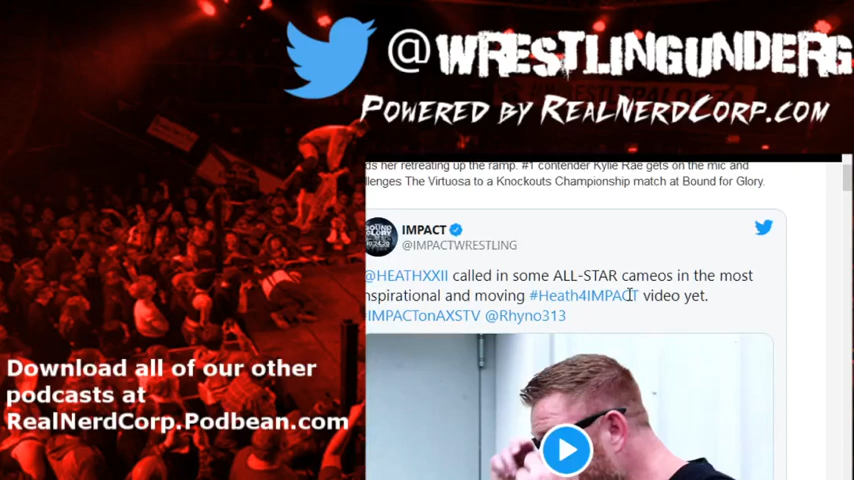 @WRESTLINGUNDERG
POWERED BY REALNERDCORP.COM
ds her retreating up the ramp. #1 contender Kylie Rae gets on the mic and
llenges The Virtuosa to a Knockouts Championship match at Bound for Glory.
IMPACT
@IMPACTWRESTLING
@HEATHXXII called in some ALL-STAR cameos in the most
nspirational and moving #Heath4IMPACT video yet.
IMPACTonAXSTV @Rhyno313
Download all of our other
podcasts at
RealNerdCorp.Podbean.com